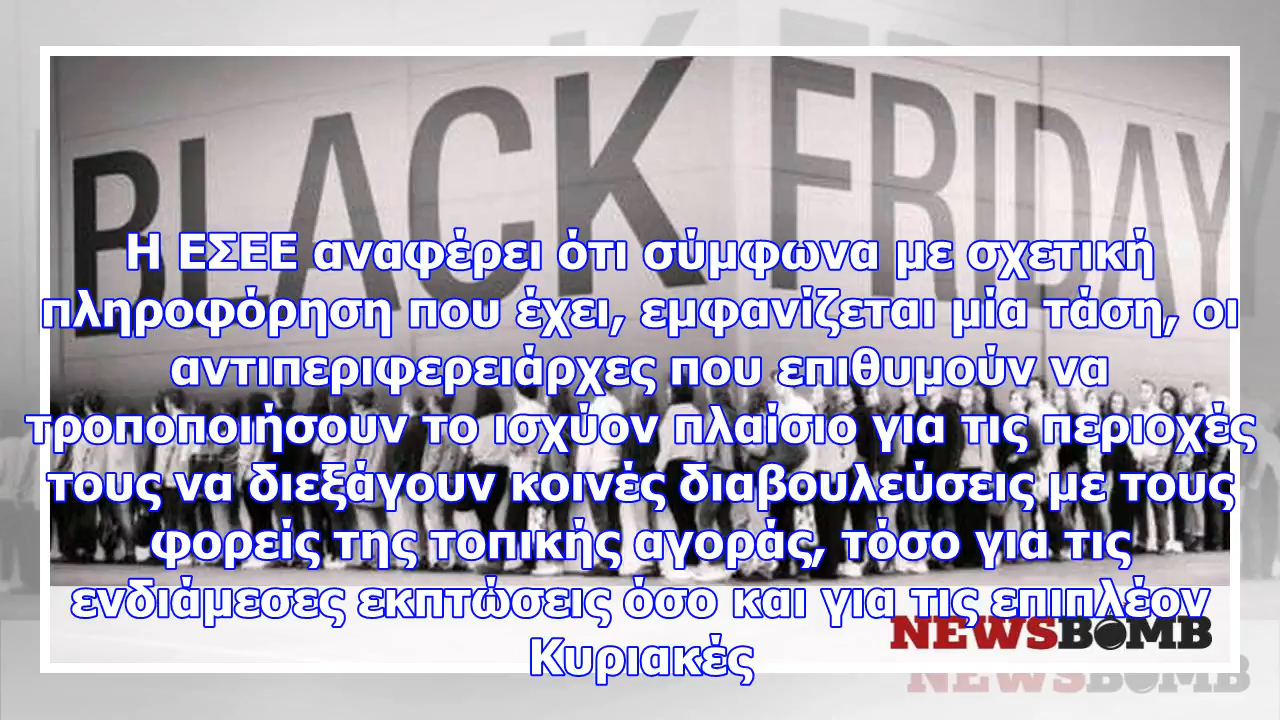 BLACK FRIDAY
Η ΕΣΕΕ αναφέρει ότι σύμφωνα με σχετική
πληροφόρηση που έχει, εμφανίζεται μία τάση, οι
αντιπεριφερειάρχες που επιθυμούν να
τροποποιήσουν το ισχύον πλαίσιο για τις περιοχές
τους να διεξάγουν κοινές διαβουλεύσεις με τους
φορείς της τοπικής αγοράς, τόσο για τις
ενδιάμεσες εκπτώσεις όσο και για τις επιπλέον
Κυριακές
NEWSBOMB
NEWSBOMB